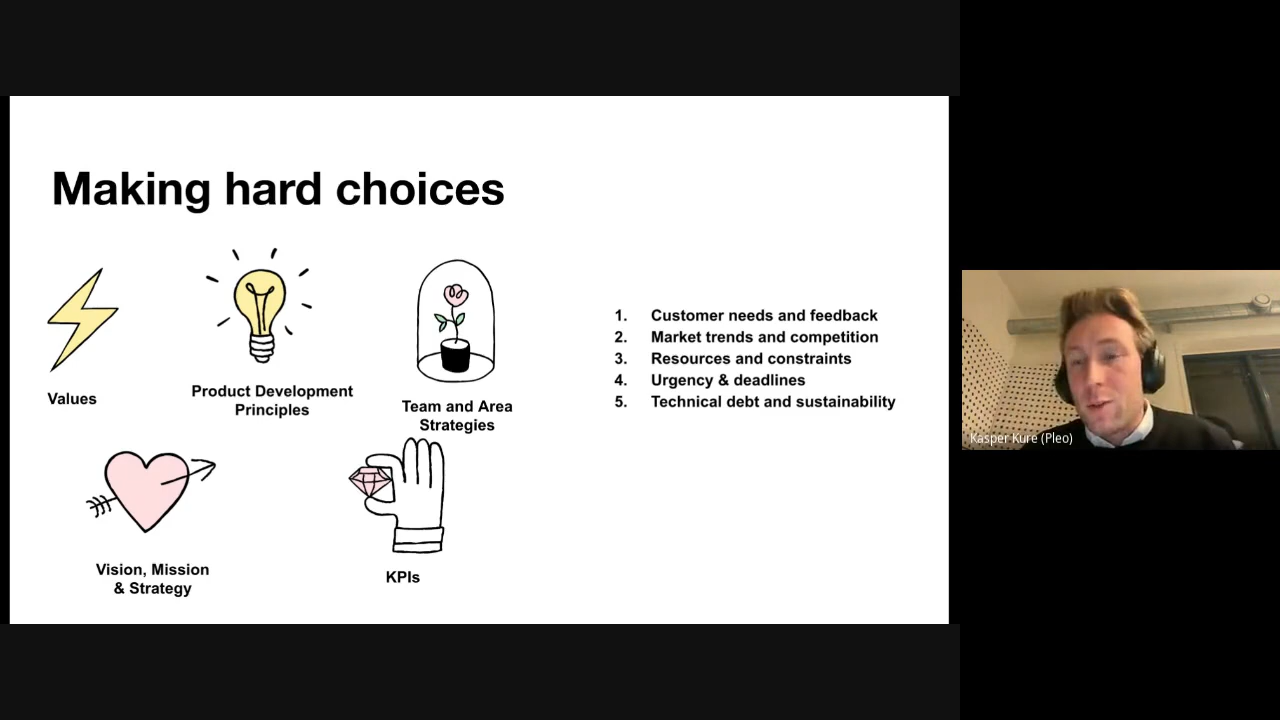 Making hard choices
Values
Product Development
Principles
Team and Area
Strategies
Vision, Mission
& Strategy
KPIs
1. Customer needs and feedback
2. Market trends and competition
3. Resources and constraints
4. Urgency & deadlines
5. Technical debt and sustainability
Kasper Kure (Pleo)